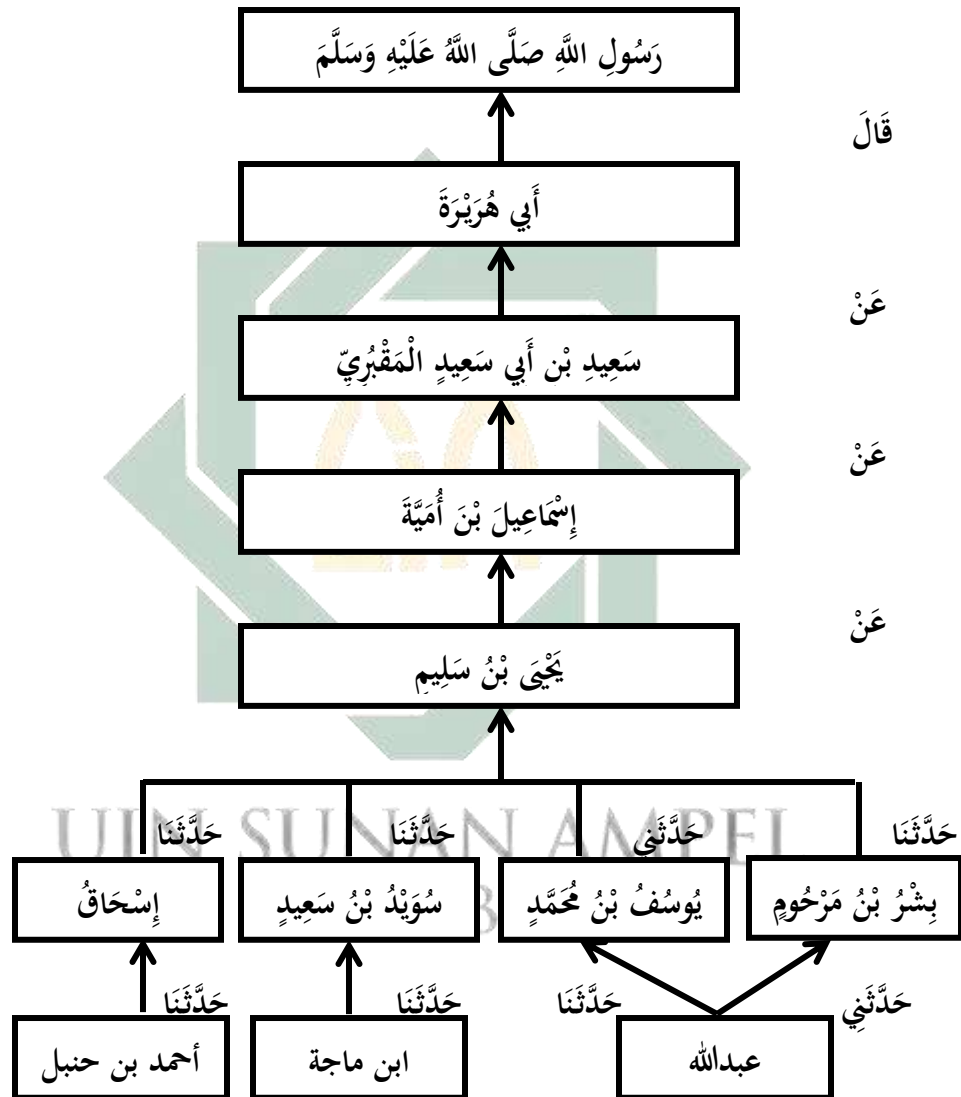 رَسُولِ اللَّهِ صَلَّى اللَّهُ عَلَيْهِ وَسَلَّمَ
قَالَ
أَبِي هُرَيْرَةَ
عَنْ
سَعِيدِ بْنِ أَبِي سَعِيدٍ الْمَقْبُرِيِّ
عَنْ
إِسْمَاعِيلَ بْنَ أُمَيَّةَ
عَنْ
يَحْيَى بْنُ سَلِيمٍ
UIN SUNAN AMPEL
حَدَّثَنَا حَدَّثَنِي حَدَّثَنَا حَدَّثَنَا
بِشْرُ بْنُ مَرْحُومٍ يُوسُفُ بْنُ مُحَمَّدٍ سُوَيْدُ بْنُ سَعِيدٍ إِسْحَاقُ
حَدَّثَنِي حَدَّثَنَا حَدَّثَنَا حَدَّثَنَا
عبدالله ابن ماجة أحمد بن حنبل